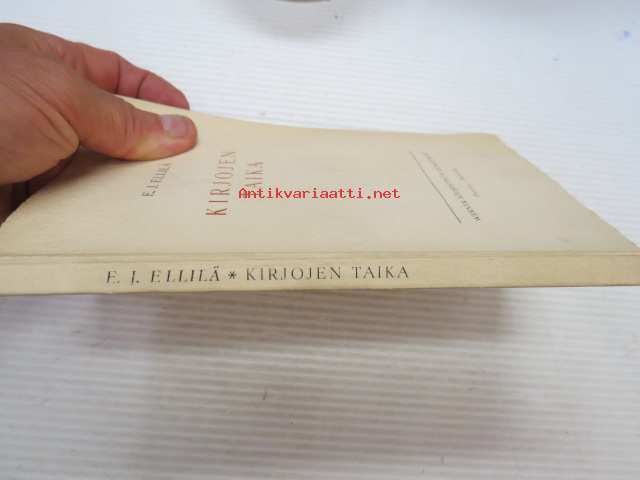 E. J. ELLILÄ
KIRJOJEN
TAIKA
Antikvariaatti.net
E. J. ELLILÄ * KIRJOJEN TAIKA